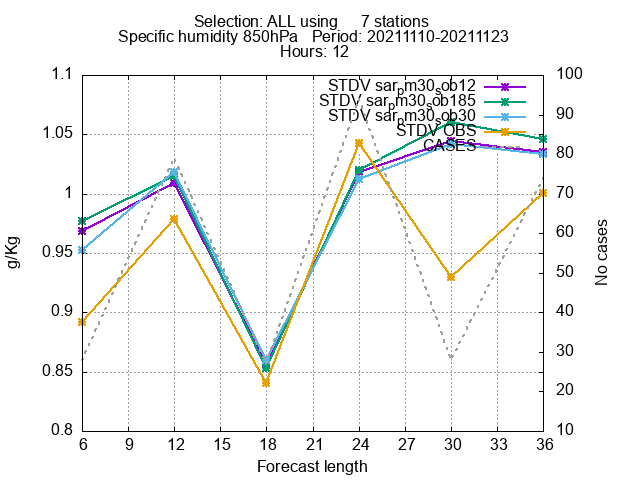 Selection: ALL using 7 stations
Specific humidity 850hPa Period: 20211110-20211123
Hours: 12
STDV sar_pm30_sob12
STDV sar_pm30_sob185
STDV sar_pm30_sob30
STDV OBS
CASES
1.1
1.05
1
0.95
0.9
0.85
0.8
g/Kg
100
90
80
70
60
50
40
30
20
10
No cases
6 9 12 15 18 21 24 27 30 33 36
Forecast length